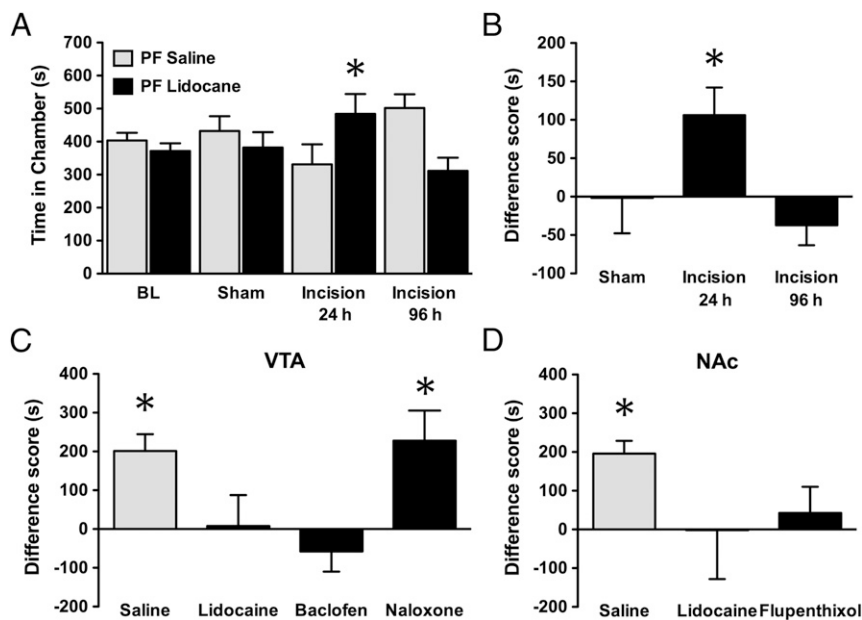 A
Time in Chamber (s)
700
600
500
400
300
200
100
0
PF Saline
PF Lidocane
*
BL Sham Incision Incision
24 h 96 h
B
Difference score (s)
200
150
100
50
0
-50
-100
*
Sham Incision Incision
24 h 96 h
C
VTA
Difference score (s)
400
300
200
100
0
-100
-200
* *
Saline Lidocaine Baclofen Naloxone
D
NAc
Difference score (s)
400
300
200
100
0
-100
-200
*
Saline Lidocaine Flupenthixol